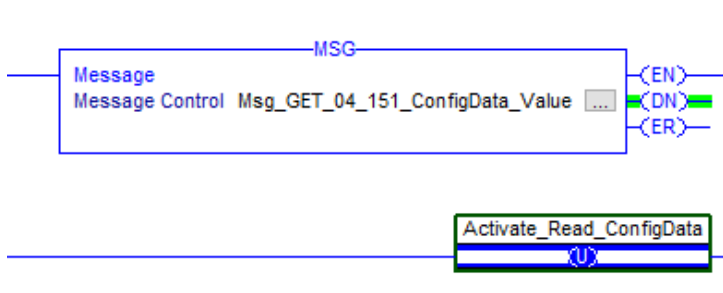 MSG
Message
Message Control Msg_GET_04_151_ConfigData_Value ...
(EN)
(DN)
(ER)
Activate_Read_ConfigData
(U)